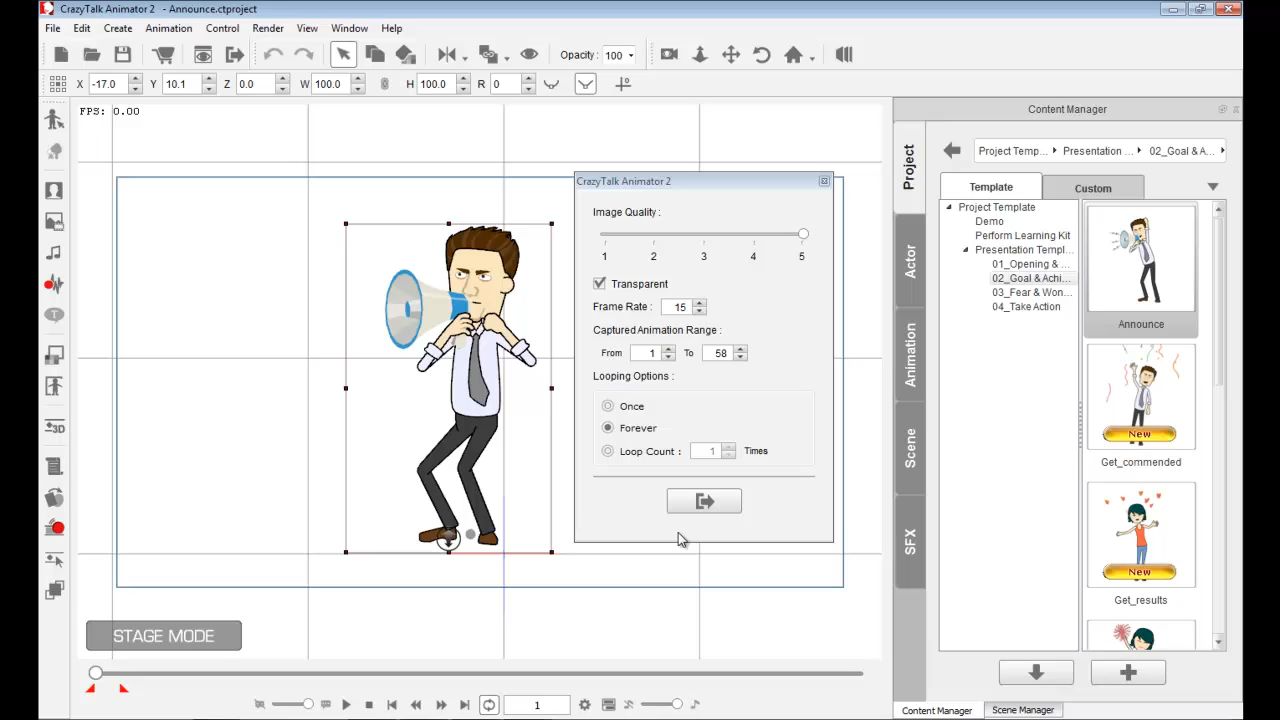 CrazyTalk Animator 2 - Announce.ctproject
File Edit Create Animation Control Render View Window Help
Opacity: 100
X -17.0 Y 10.1 Z 0.0 W 100.0 H 100.0 R 0
FPS: 0.00
CrazyTalk Animator 2
Image Quality :
1 2 3 4 5
Transparent
Frame Rate : 15
Captured Animation Range :
From 1 To 58
Looping Options :
Once
Forever
Loop Count : 1 Times
STAGE MODE
1
Content Manager
Project
Actor
Animation
Scene
SFX
Project Temp... Presentation ... 02_Goal & A...
Template Custom
Project Template
Demo
Perform Learning Kit
Presentation Templ...
01_Opening & ...
02_Goal & Achi...
03_Fear & Won...
04_Take Action
Announce
New
Get_commended
New
Get_results
Content Manager Scene Manager
3D